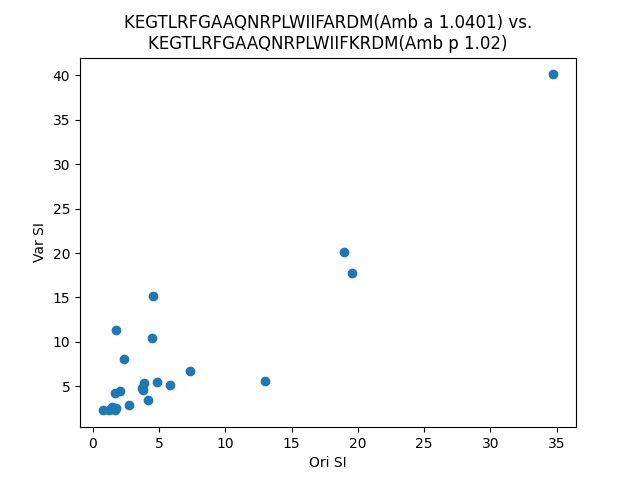 KEGTLRFGAAQNRPLWIIFARDM(Amb a 1.0401) vs.
KEGTLRFGAAQNRPLWIIFKRDM(Amb p 1.02)
40
35
30
25
20
15
10
5
Var SI
0 5 10 15 20 25 30 35
Ori SI